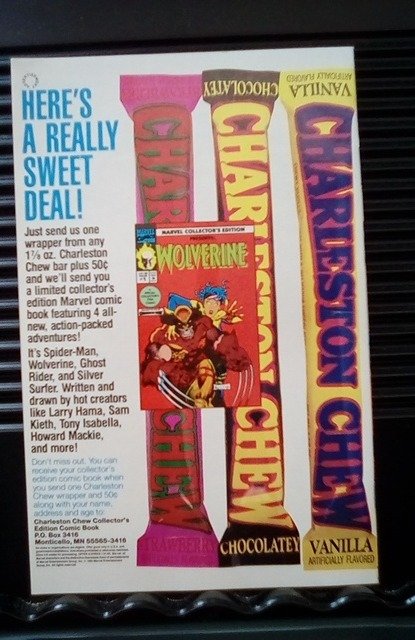 HERE'S
A REALLY
SWEET
DEAL!
Just send us one
wrapper from any
1⅞ oz. Charleston
Chew bar plus 50¢
and we'll send you
a limited collector's
edition Marvel comic
book featuring 4 all-
new, action-packed
adventures!
It's Spider-Man,
Wolverine, Ghost
Rider, and Silver
Surfer. Written and
drawn by hot creators
like Larry Hama, Sam
Kieth, Tony Isabella,
Howard Mackie,
and more!
Don't miss out. You can
receive your collector's
edition comic book when
you send one Charleston
Chew wrapper and 50¢
along with your name,
address and age to:
Charleston Chew Collector's
Edition Comic Book
P.O. Box 3416
Monticello, MN 55565-3416
MARVEL COLLECTOR'S EDITION
PRESENTS:
WOLVERINE
CHEW
STRAWBERRY
CHOCOLATEY
CHARLESTON CHEW
CHOCOLATEY
VANILLA
ARTIFICIALLY FLAVORED
CHARLESTON CHEW
VANILLA
ARTIFICIALLY FLAVORED